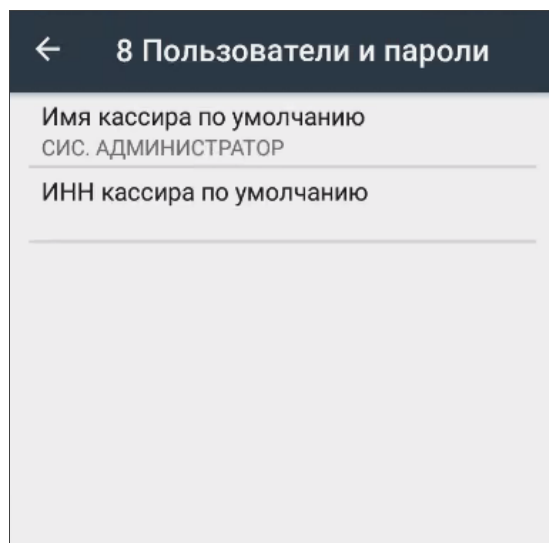 8 Пользователи и пароли
Имя кассира по умолчанию
СИС. АДМИНИСТРАТОР
ИНН кассира по умолчанию